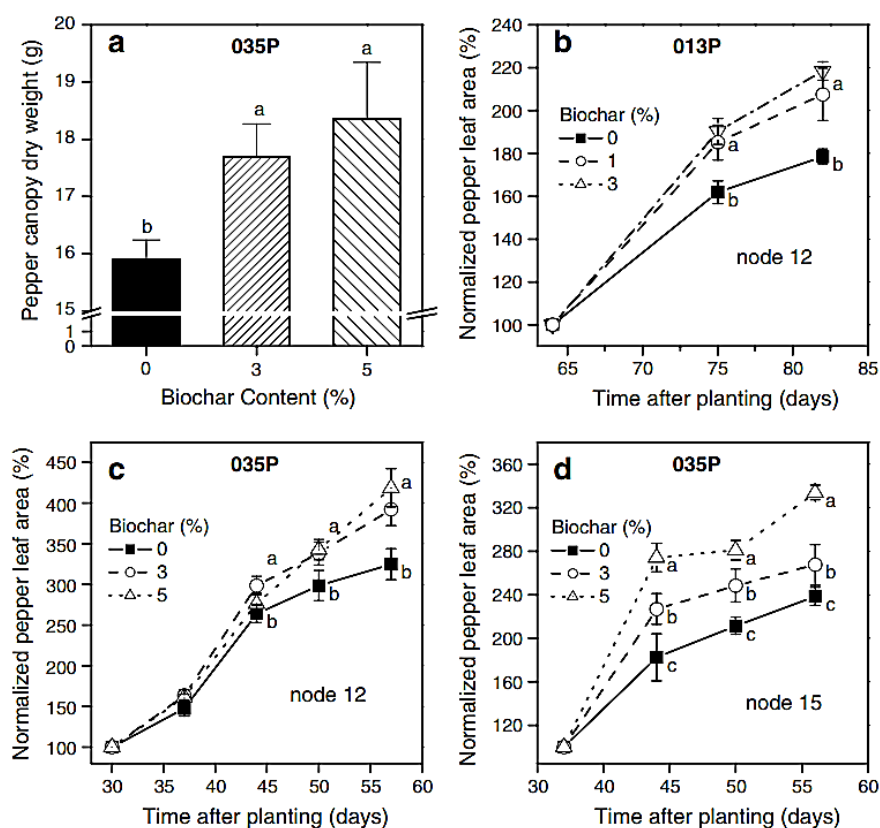 a
035P
Pepper canopy dry weight (g)
20
19
18
17
16
15
1
0
b
a
a
0
3
5
Biochar Content (%)
b
013P
Normalized pepper leaf area (%)
220
200
180
160
140
120
100
Biochar (%)
0
1
3
a
a
b
b
node 12
65
70
75
80
85
Time after planting (days)
c
035P
Normalized pepper leaf area (%)
450
400
350
300
250
200
150
100
Biochar (%)
0
3
5
a
a
a
b
b
b
node 12
30
35
40
45
50
55
60
Time after planting (days)
d
035P
Normalized pepper leaf area (%)
360
320
280
240
200
160
120
Biochar (%)
0
3
5
a
a
a
b
b
b
c
c
c
node 15
30
35
40
45
50
55
60
Time after planting (days)